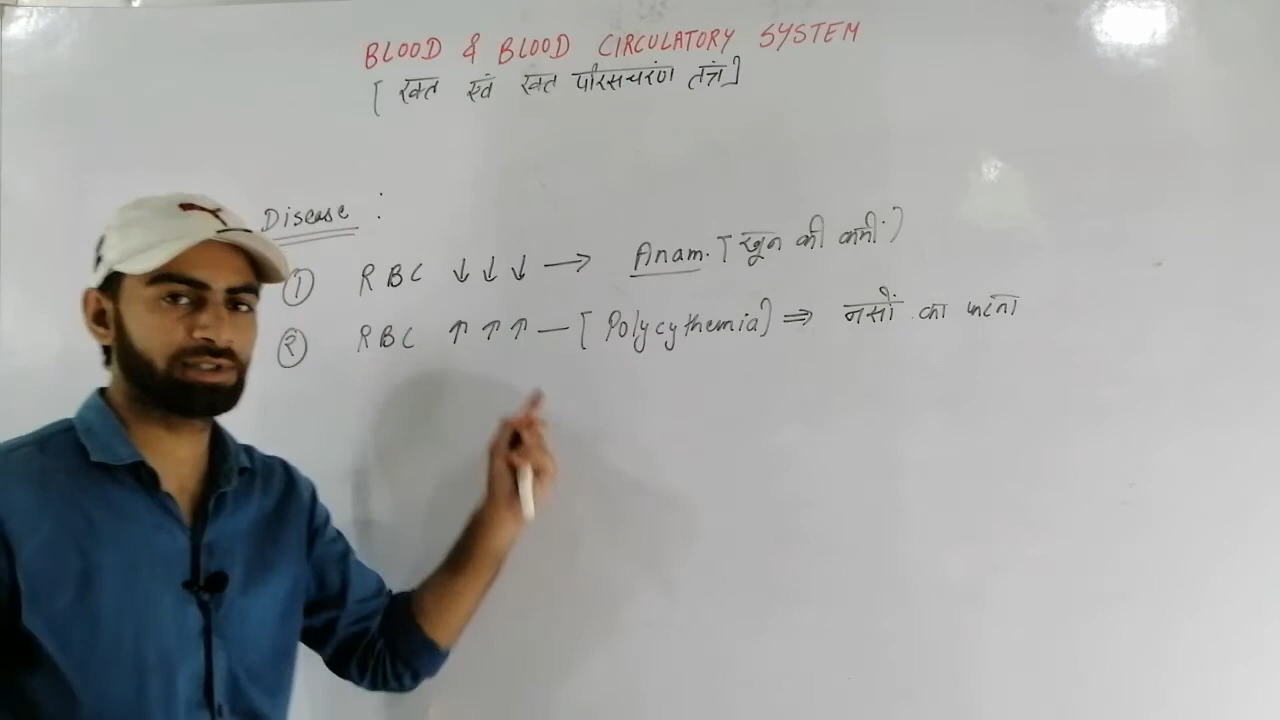 BLOOD & BLOOD CIRCULATORY SYSTEM
[ रक्त एवं रक्त परिसंचरण तंत्र ]
Disease :
① RBC ↓ ↓ ↓ → Anam. [ खून की कमी )
② RBC ↑ ↑ ↑ — [ Polycythemia ] ⇒ नसों का फटना